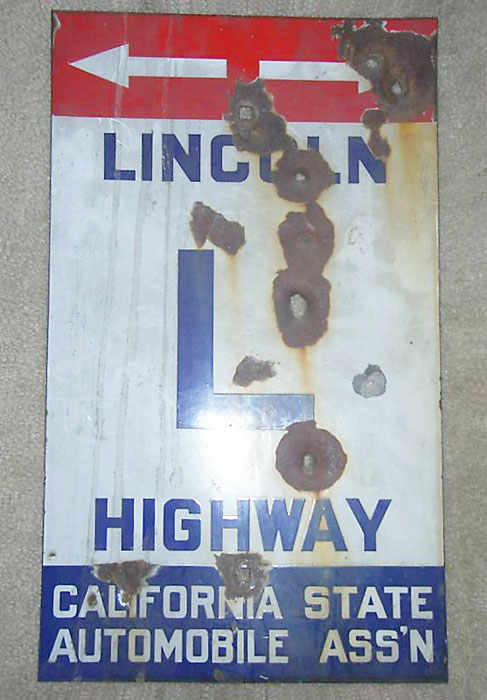 LINCOLN
L
HIGHWAY
CALIFORNIA STATE
AUTOMOBILE ASS'N